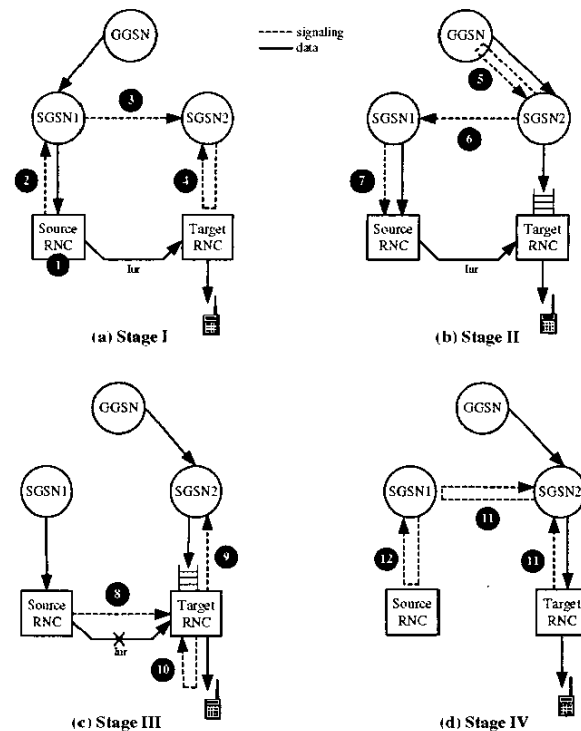 GGSN
signaling
data
SGSN1
3
SGSN2
2
4
Source
RNC
1
Target
RNC
Iur
(a) Stage I
GGSN
5
SGSN1
6
SGSN2
7
Source
RNC
Target
RNC
Iur
(b) Stage II
GGSN
SGSN1
SGSN2
9
8
Source
RNC
Target
RNC
Iur
10
(c) Stage III
GGSN
SGSN1
SGSN2
11
12
11
Source
RNC
Target
RNC
(d) Stage IV